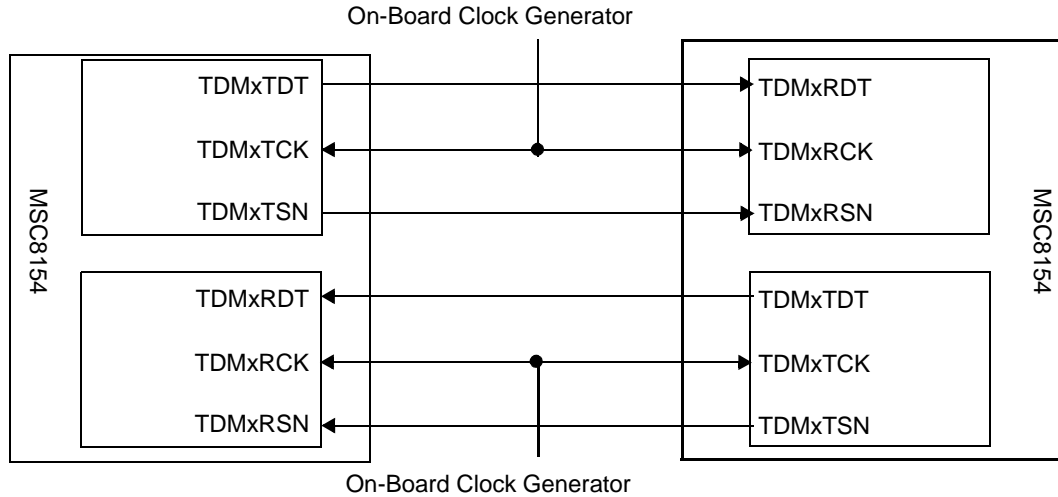 On-Board Clock Generator
TDMxTDT
TDMxRDT
TDMxTCK
TDMxRCK
TDMxTSN
TDMxRSN
MSC8154
MSC8154
TDMxRDT
TDMxTDT
TDMxRCK
TDMxTCK
TDMxRSN
TDMxTSN
On-Board Clock Generator